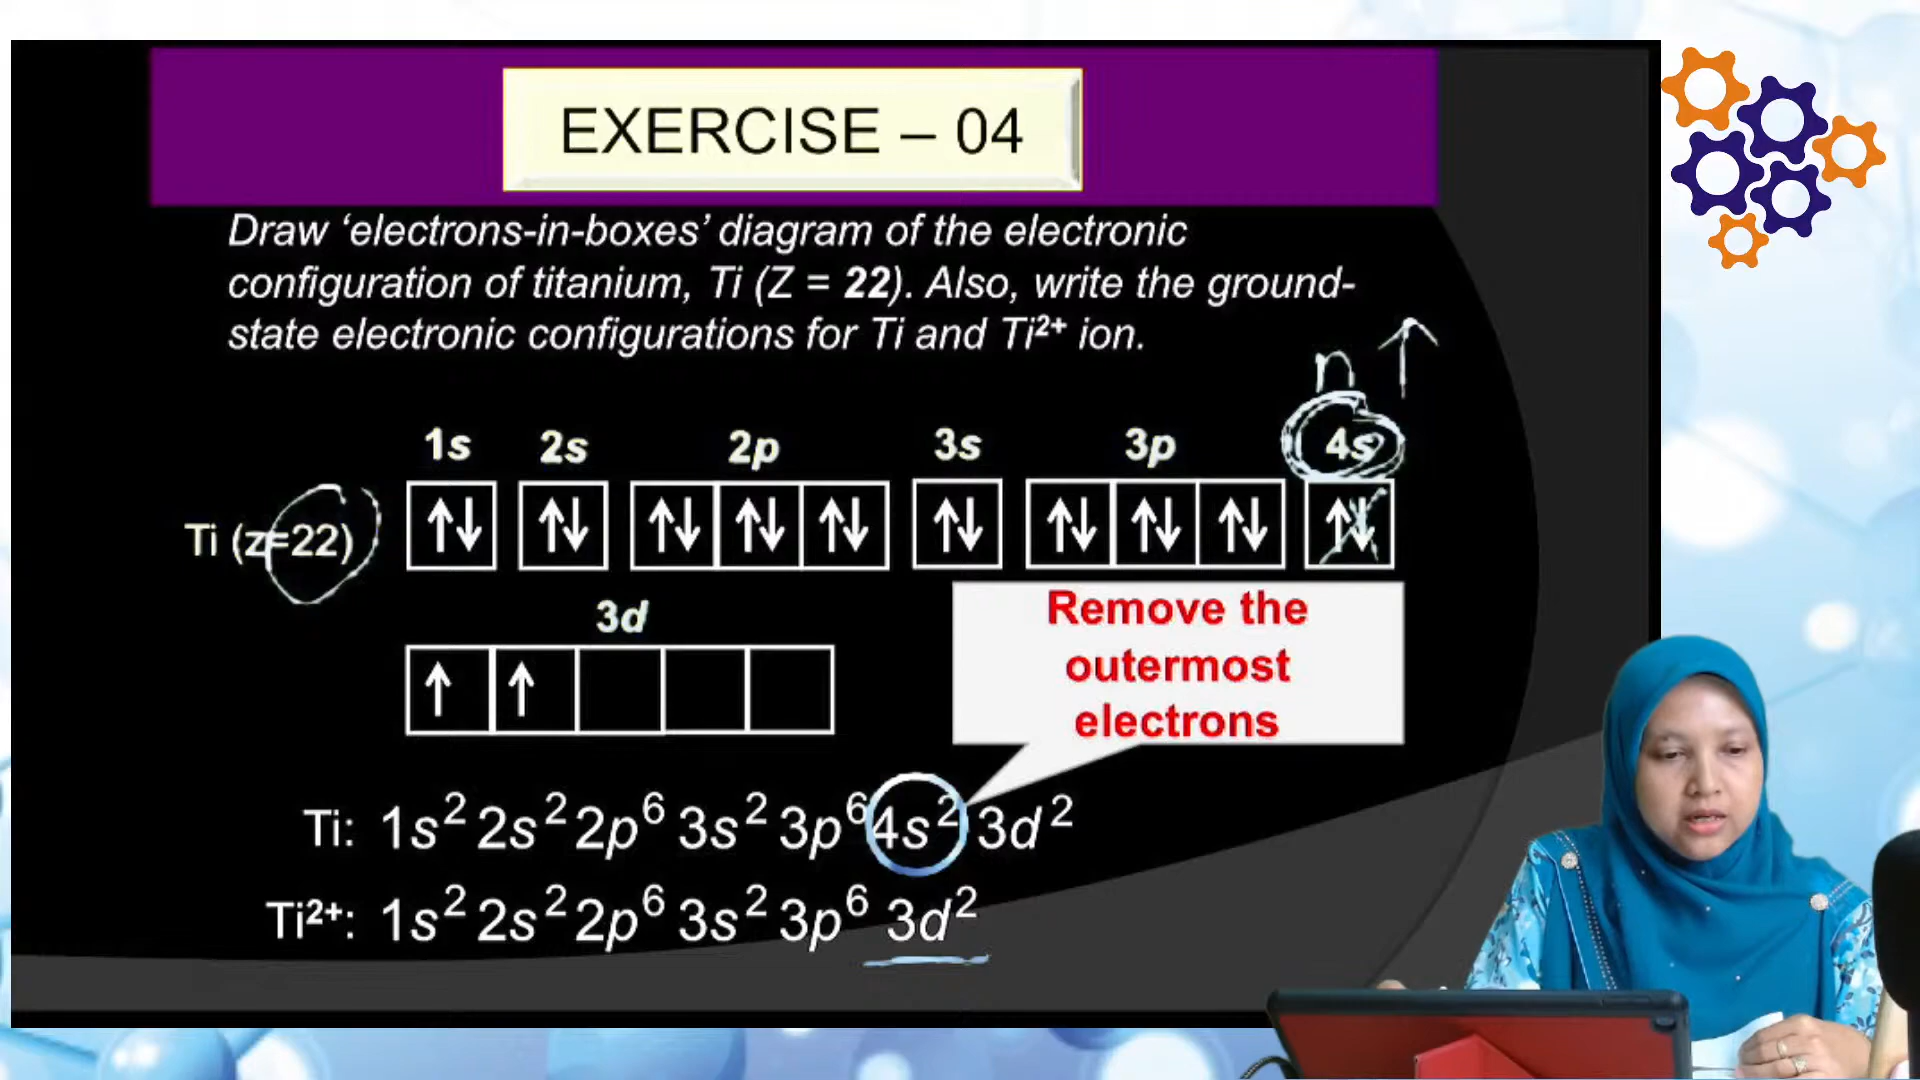 EXERCISE – 04
Draw ‘electrons-in-boxes’ diagram of the electronic
configuration of titanium, Ti (Z = 22). Also, write the ground-
state electronic configurations for Ti and Ti²⁺ ion.
n ↑
1s 2s 2p 3s 3p 4s
Ti (z=22) ↑↓ ↑↓ ↑↓ ↑↓ ↑↓ ↑↓ ↑↓ ↑↓ ↑↓ ↑↓
3d
↑ ↑
Remove the
outermost
electrons
Ti: 1s² 2s² 2p⁶ 3s² 3p⁶ 4s² 3d²
Ti²⁺: 1s² 2s² 2p⁶ 3s² 3p⁶ 3d²